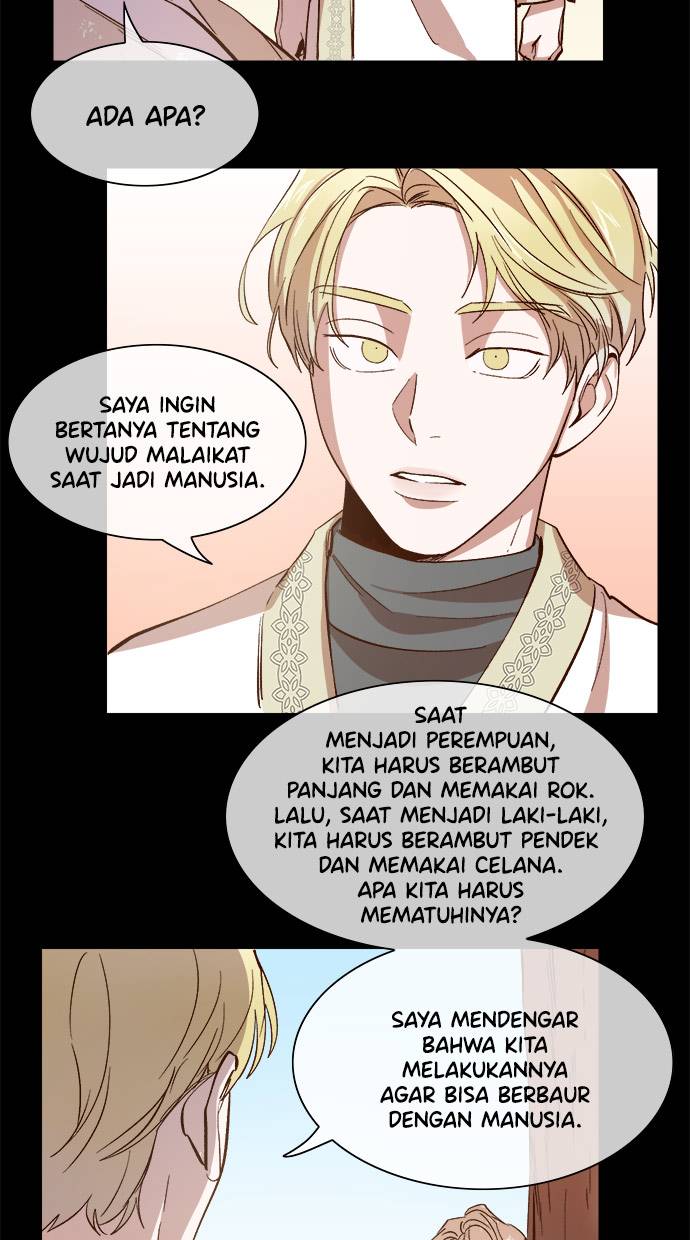 ADA APA?
SAYA INGIN
BERTANYA TENTANG
WUJUD MALAIKAT
SAAT JADI MANUSIA.
SAAT
MENJADI PEREMPUAN,
KITA HARUS BERAMBUT
PANJANG DAN MEMAKAI ROK.
LALU, SAAT MENJADI LAKI-LAKI,
KITA HARUS BERAMBUT PENDEK
DAN MEMAKAI CELANA.
APA KITA HARUS
MEMATUHINYA?
SAYA MENDENGAR
BAHWA KITA
MELAKUKANNYA
AGAR BISA BERBAUR
DENGAN MANUSIA.